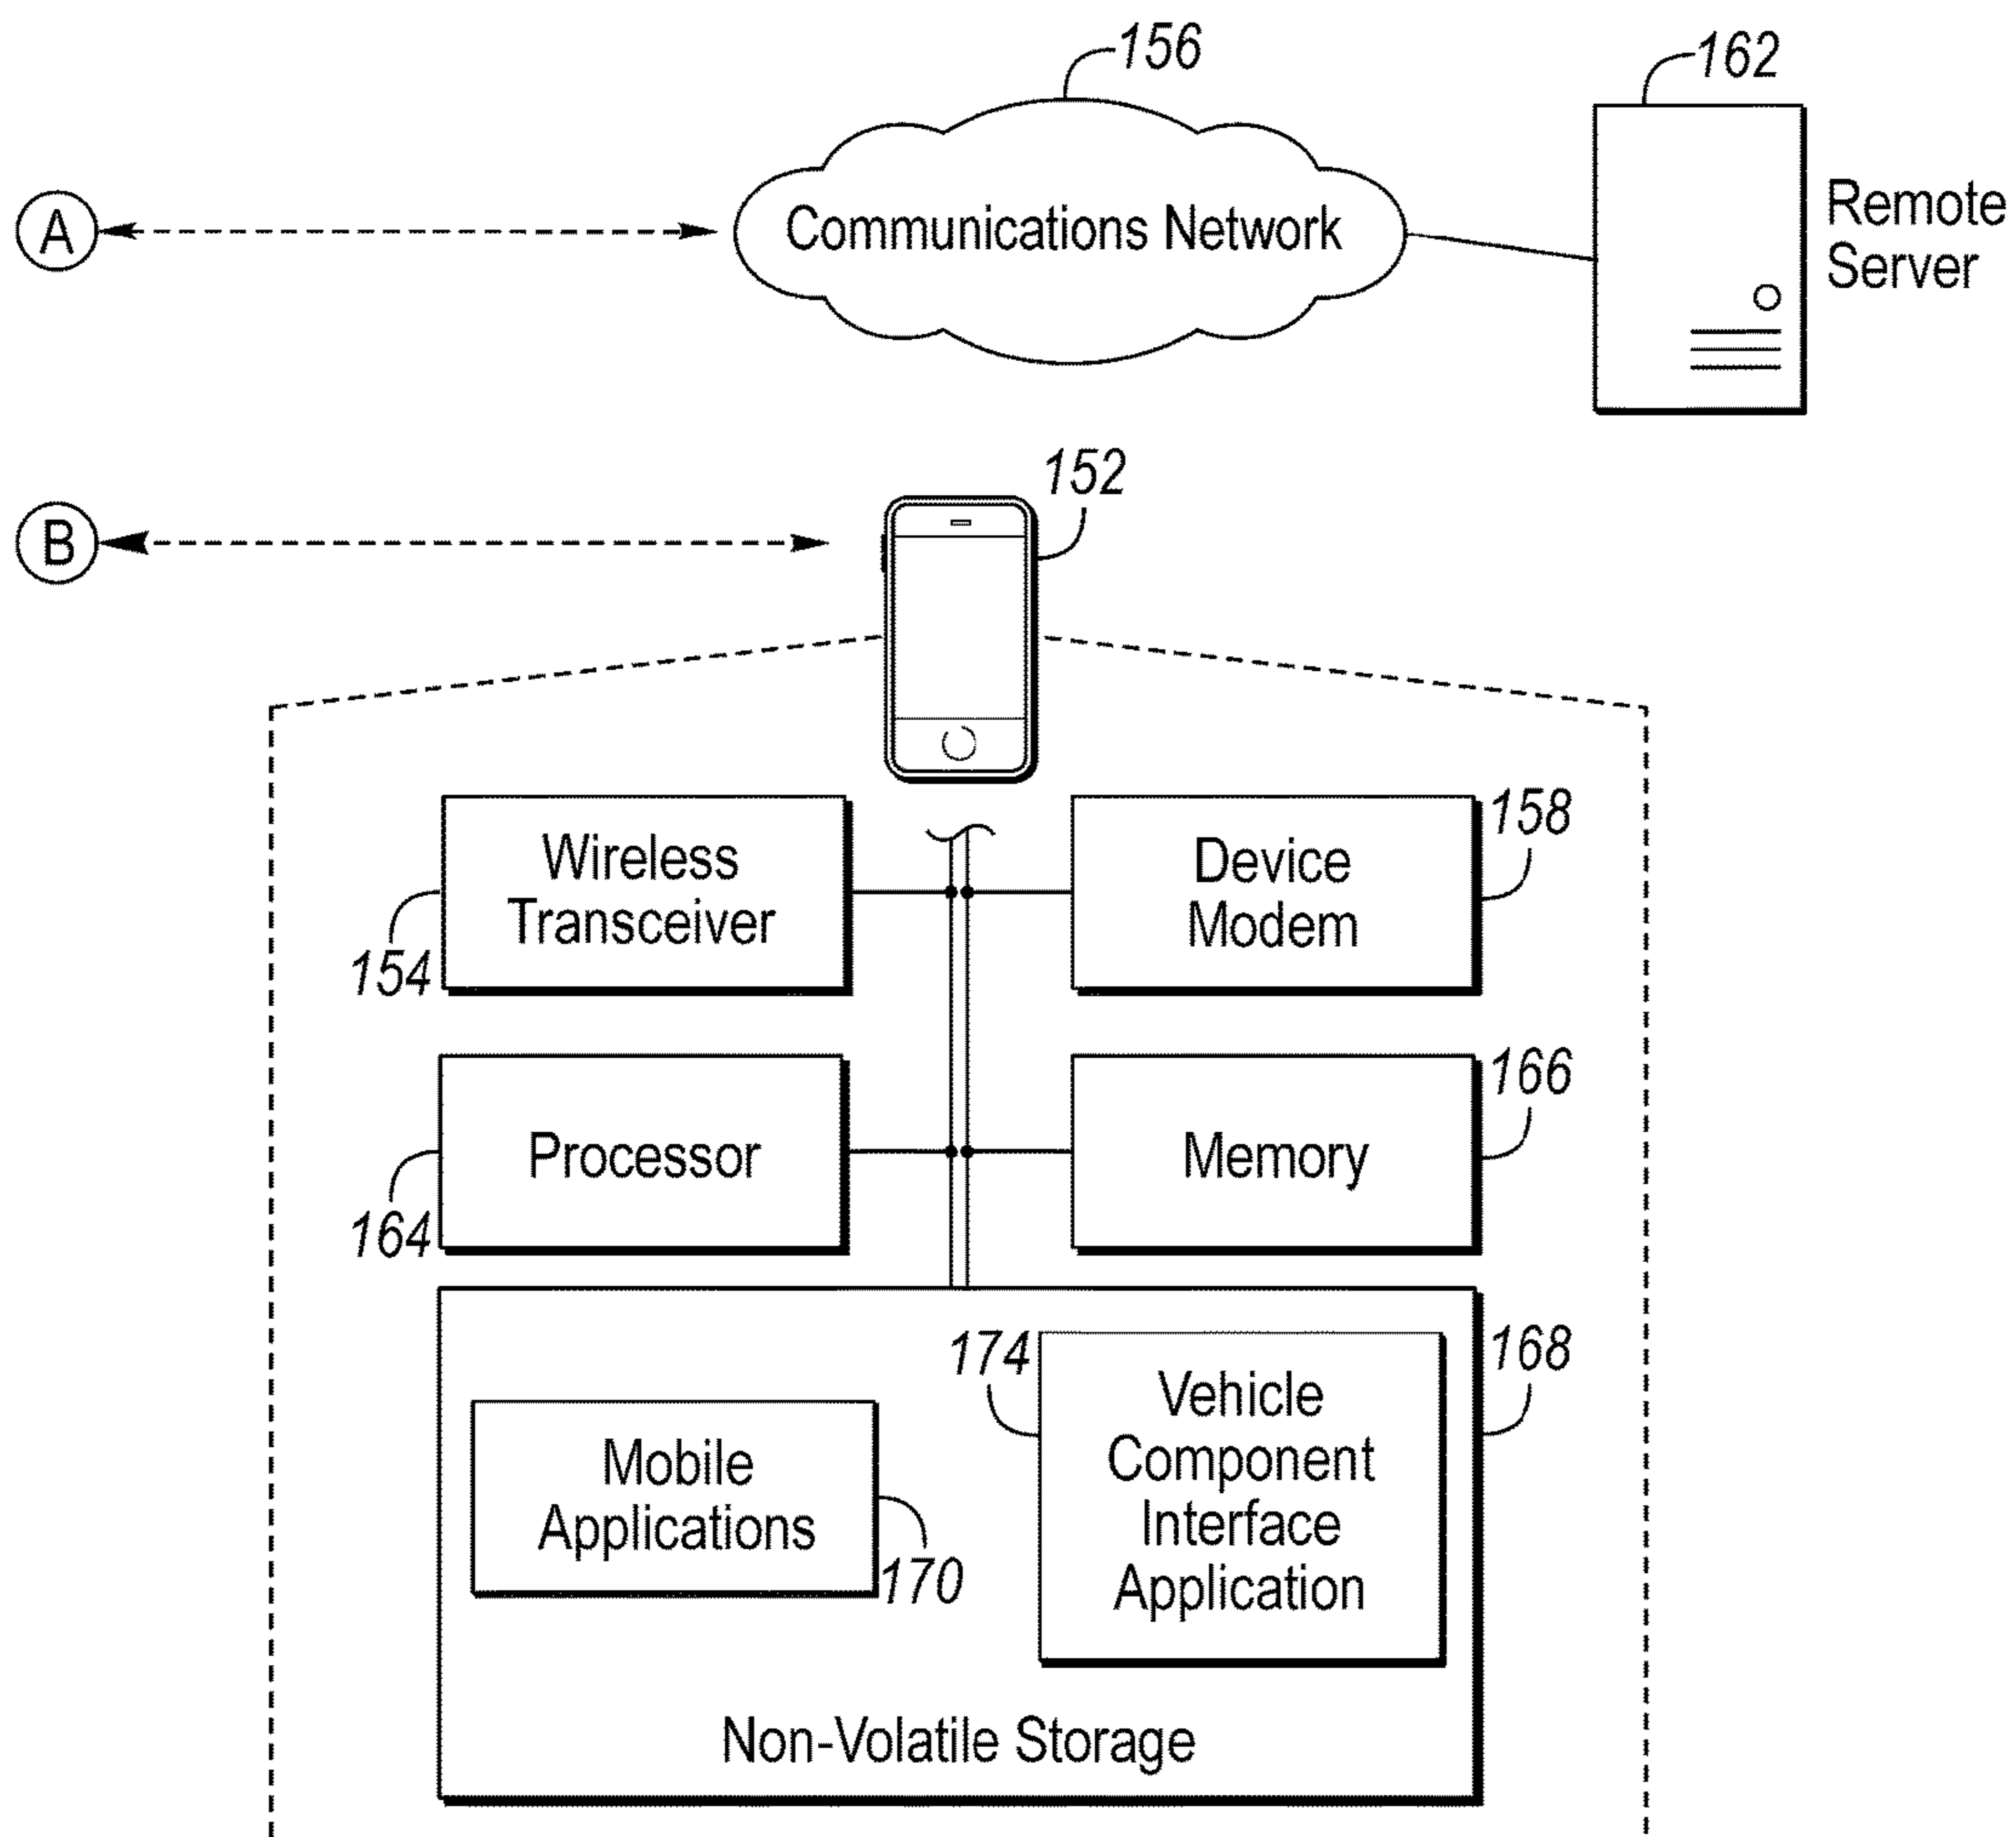 156
162
A
Communications Network
Remote
Server
152
B
Wireless
Transceiver
154
Device
Modem
158
Processor
164
Memory
166
174
168
Vehicle
Component
Interface
Application
Mobile
Applications
170
Non-Volatile Storage